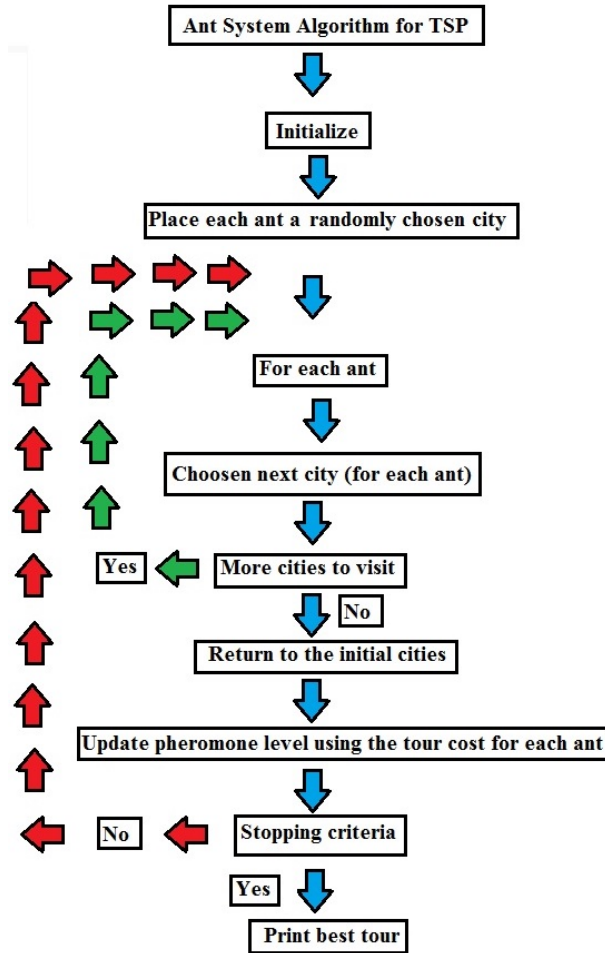 Ant System Algorithm for TSP
Initialize
Place each ant a randomly chosen city
For each ant
Choosen next city (for each ant)
Yes
More cities to visit
No
Return to the initial cities
Update pheromone level using the tour cost for each ant
No
Stopping criteria
Yes
Print best tour